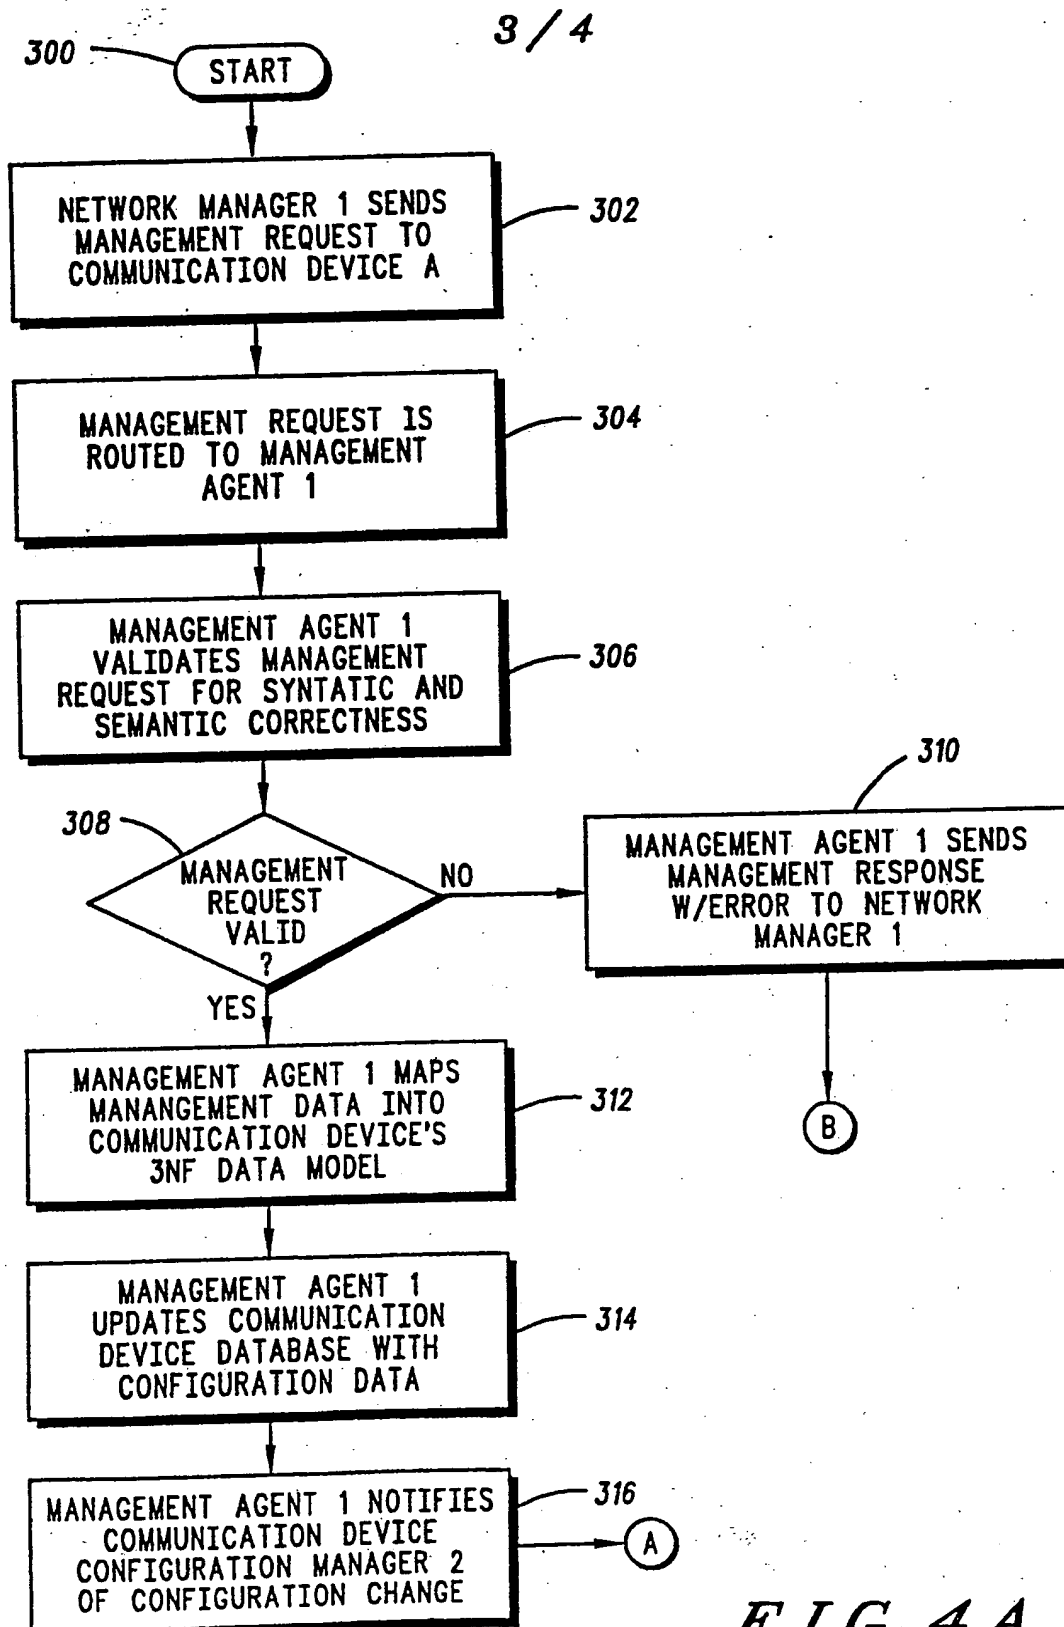 3/4
300
START
NETWORK MANAGER 1 SENDS
MANAGEMENT REQUEST TO
COMMUNICATION DEVICE A
302
MANAGEMENT REQUEST IS
ROUTED TO MANAGEMENT
AGENT 1
304
MANAGEMENT AGENT 1
VALIDATES MANAGEMENT
REQUEST FOR SYNTATIC AND
SEMANTIC CORRECTNESS
306
308
MANAGEMENT
REQUEST
VALID
?
NO
YES
310
MANAGEMENT AGENT 1 SENDS
MANAGEMENT RESPONSE
W/ERROR TO NETWORK
MANAGER 1
B
MANAGEMENT AGENT 1 MAPS
MANANGEMENT DATA INTO
COMMUNICATION DEVICE'S
3NF DATA MODEL
312
MANAGEMENT AGENT 1
UPDATES COMMUNICATION
DEVICE DATABASE WITH
CONFIGURATION DATA
314
MANAGEMENT AGENT 1 NOTIFIES
COMMUNICATION DEVICE
CONFIGURATION MANAGER 2
OF CONFIGURATION CHANGE
316
A
FIG. 4A